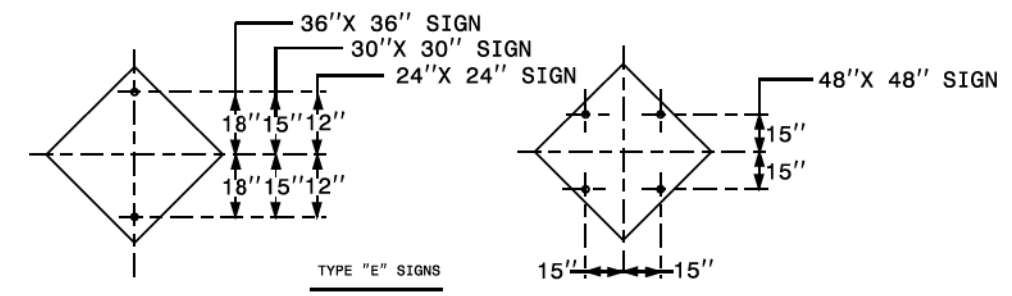 36"X 36" SIGN
30"X 30" SIGN
24"X 24" SIGN
48"X 48" SIGN
18" 15" 12"
15"
18" 15" 12"
15"
15" 15"
TYPE "E" SIGNS